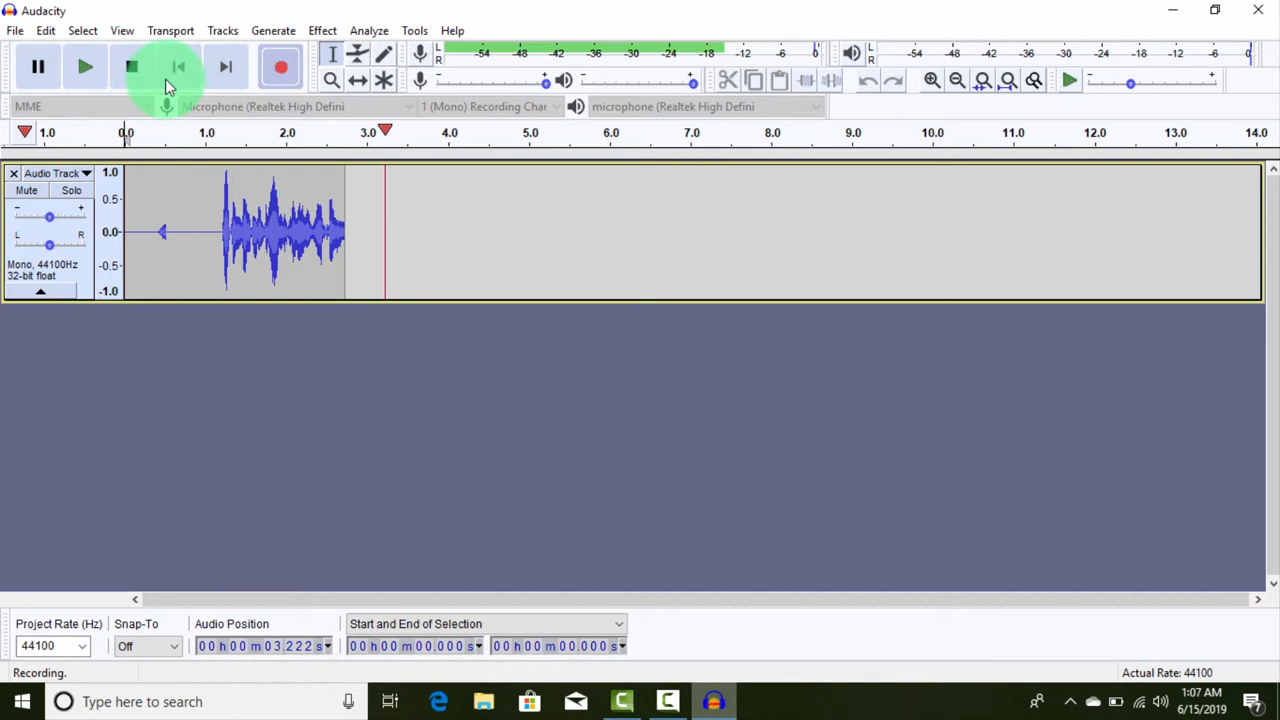 Audacity
File Edit Select View Transport Tracks Generate Effect Analyze Tools Help
L R -54 -48 -42 -36 -30 -24 -18 -12 -6 0 L R -54 -48 -42 -36 -30 -24 -18 -12 -6 0
- + - + - +
MME Microphone (Realtek High Defini 1 (Mono) Recording Char microphone (Realtek High Defini
1.0 0.0 1.0 2.0 3.0 4.0 5.0 6.0 7.0 8.0 9.0 10.0 11.0 12.0 13.0 14.0
Audio Track 1.0
Mute Solo 0.5
- +
L R 0.0
Mono, 44100Hz -0.5
32-bit float
-1.0
Project Rate (Hz) Snap-To Audio Position Start and End of Selection
44100 Off 00 h 00 m 03.222 s 00 h 00 m 00.000 s 00 h 00 m 00.000 s
Recording. Actual Rate: 44100
Type here to search 1:07 AM
6/15/2019 7